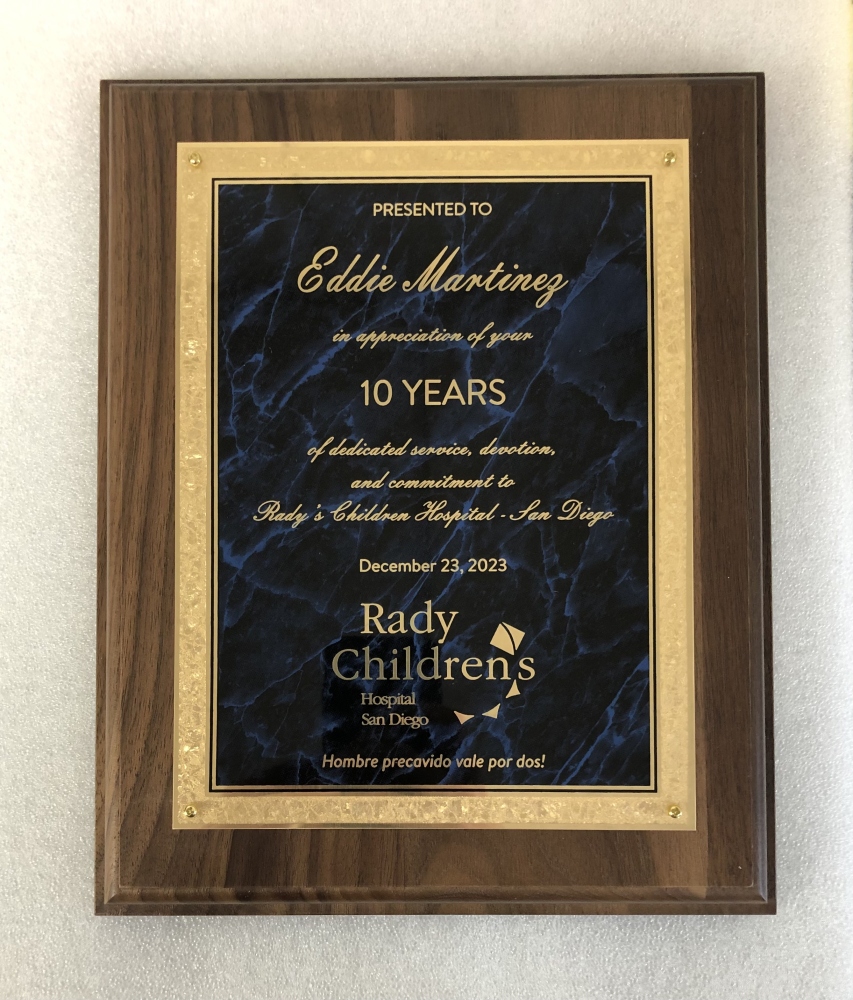 PRESENTED TO
Eddie Martinez
in appreciation of your
10 YEARS
of dedicated service, devotion,
and commitment to
Rady's Children Hospital - San Diego
December 23, 2023
Rady
Children's
Hospital
San Diego
Hombre precavido vale por dos!